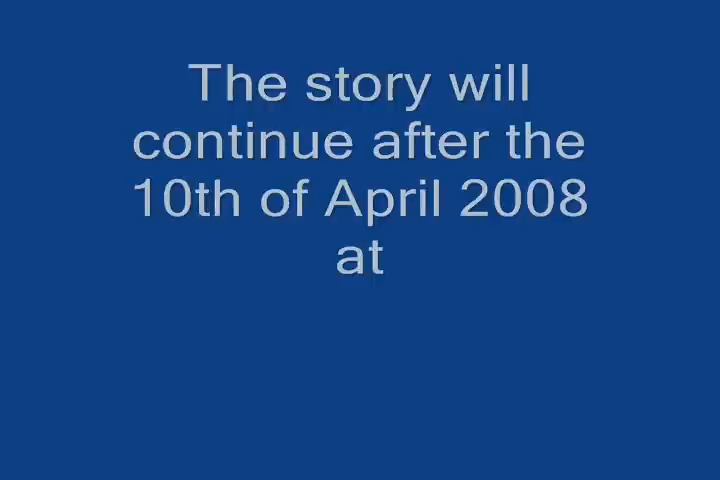 The story will
continue after the
10th of April 2008
at